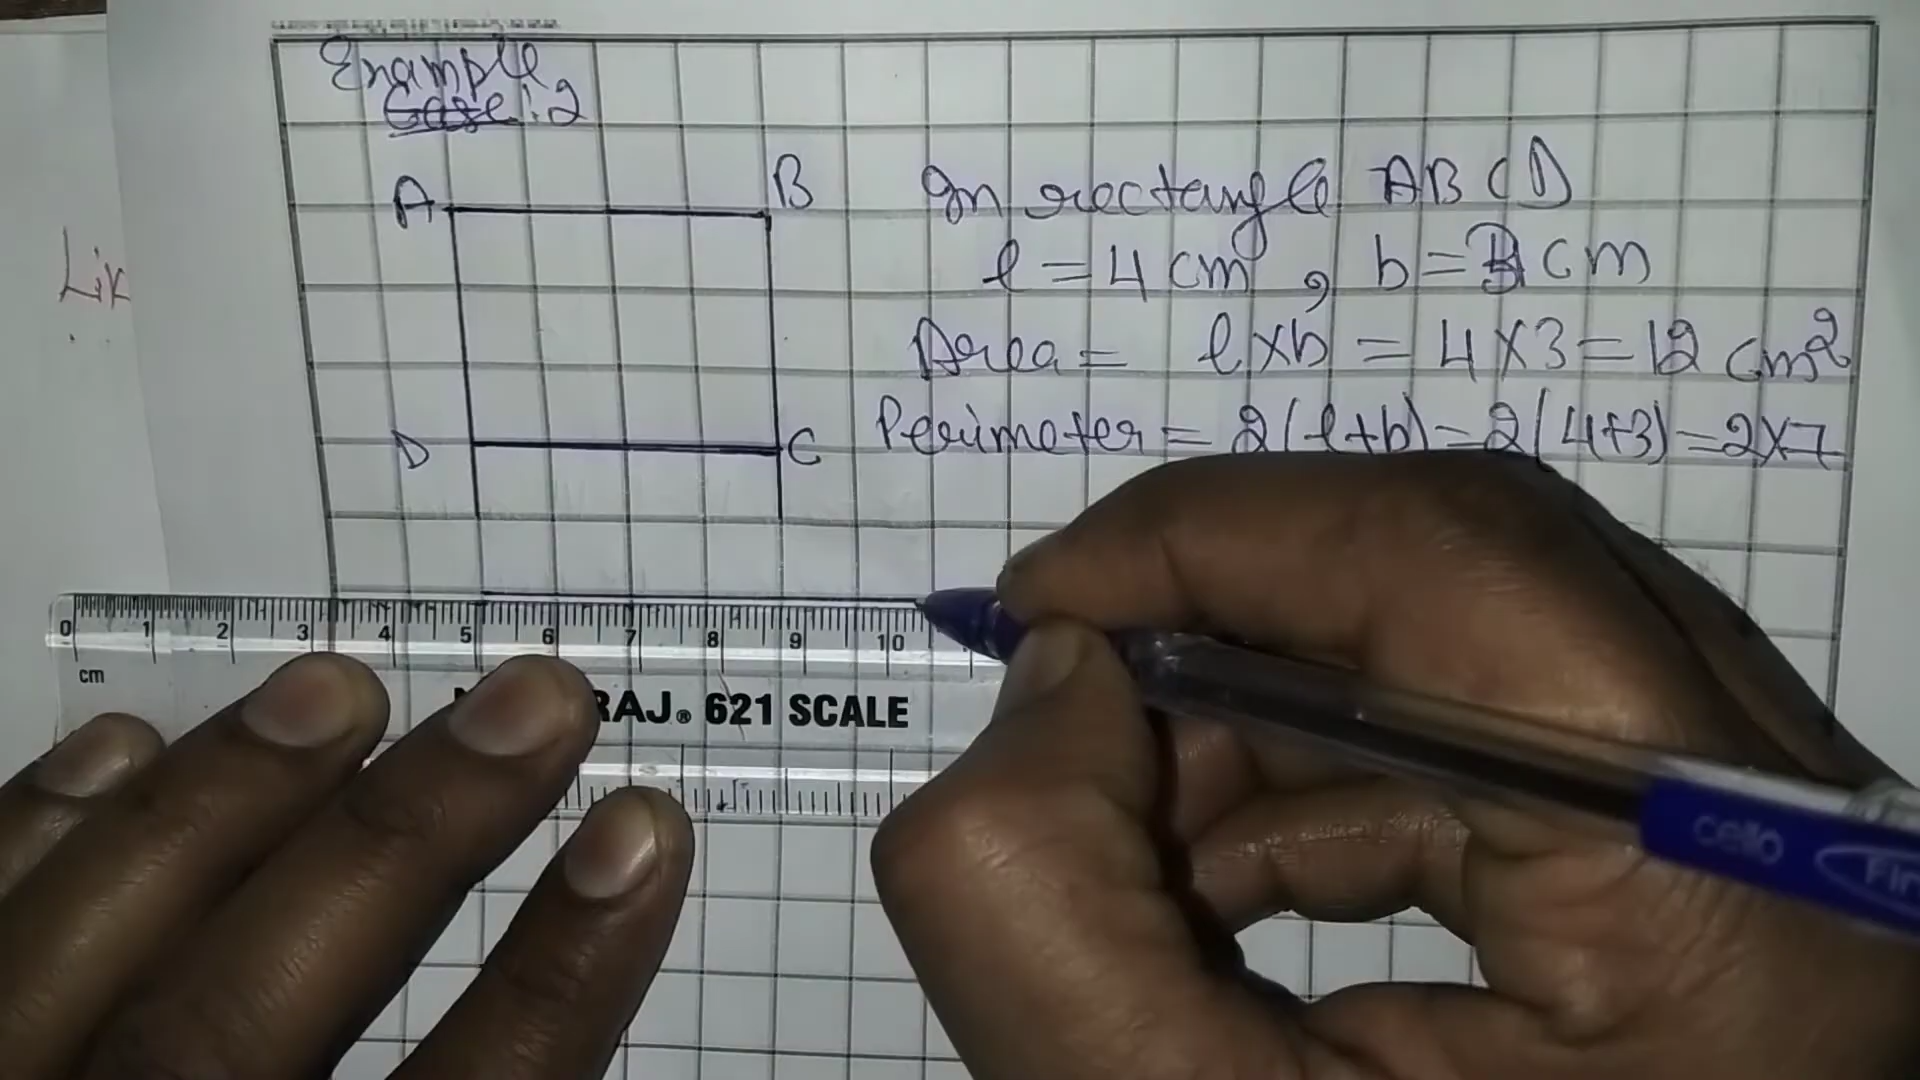 Example
Case : 2
A B
In rectangle ABCD
l = 4 cm , b = 3 cm
Area = l×b = 4×3 = 12 cm²
D C
Perimeter = 2(l+b) = 2(4+3) = 2×7
0 1 2 3 4 5 6 7 8 9 10
cm
RAJ® 621 SCALE
cello